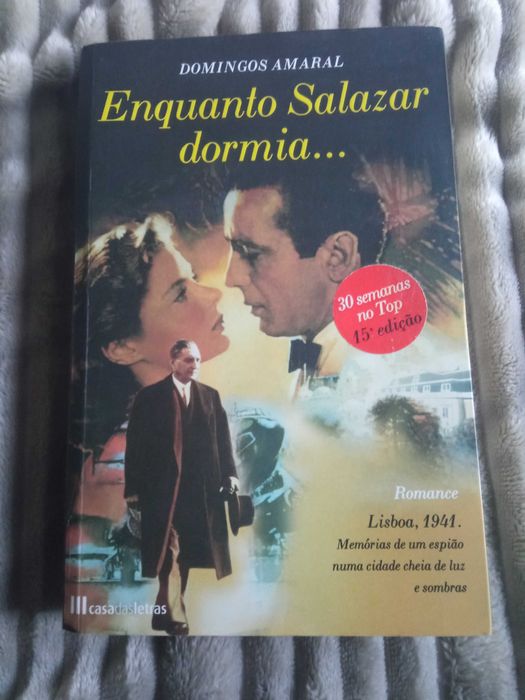 DOMINGOS AMARAL
Enquanto Salazar
dormia...
30 semanas
no Top
15ª edição
Romance
Lisboa, 1941.
Memórias de um espião
numa cidade cheia de luz
e sombras
casadasletras